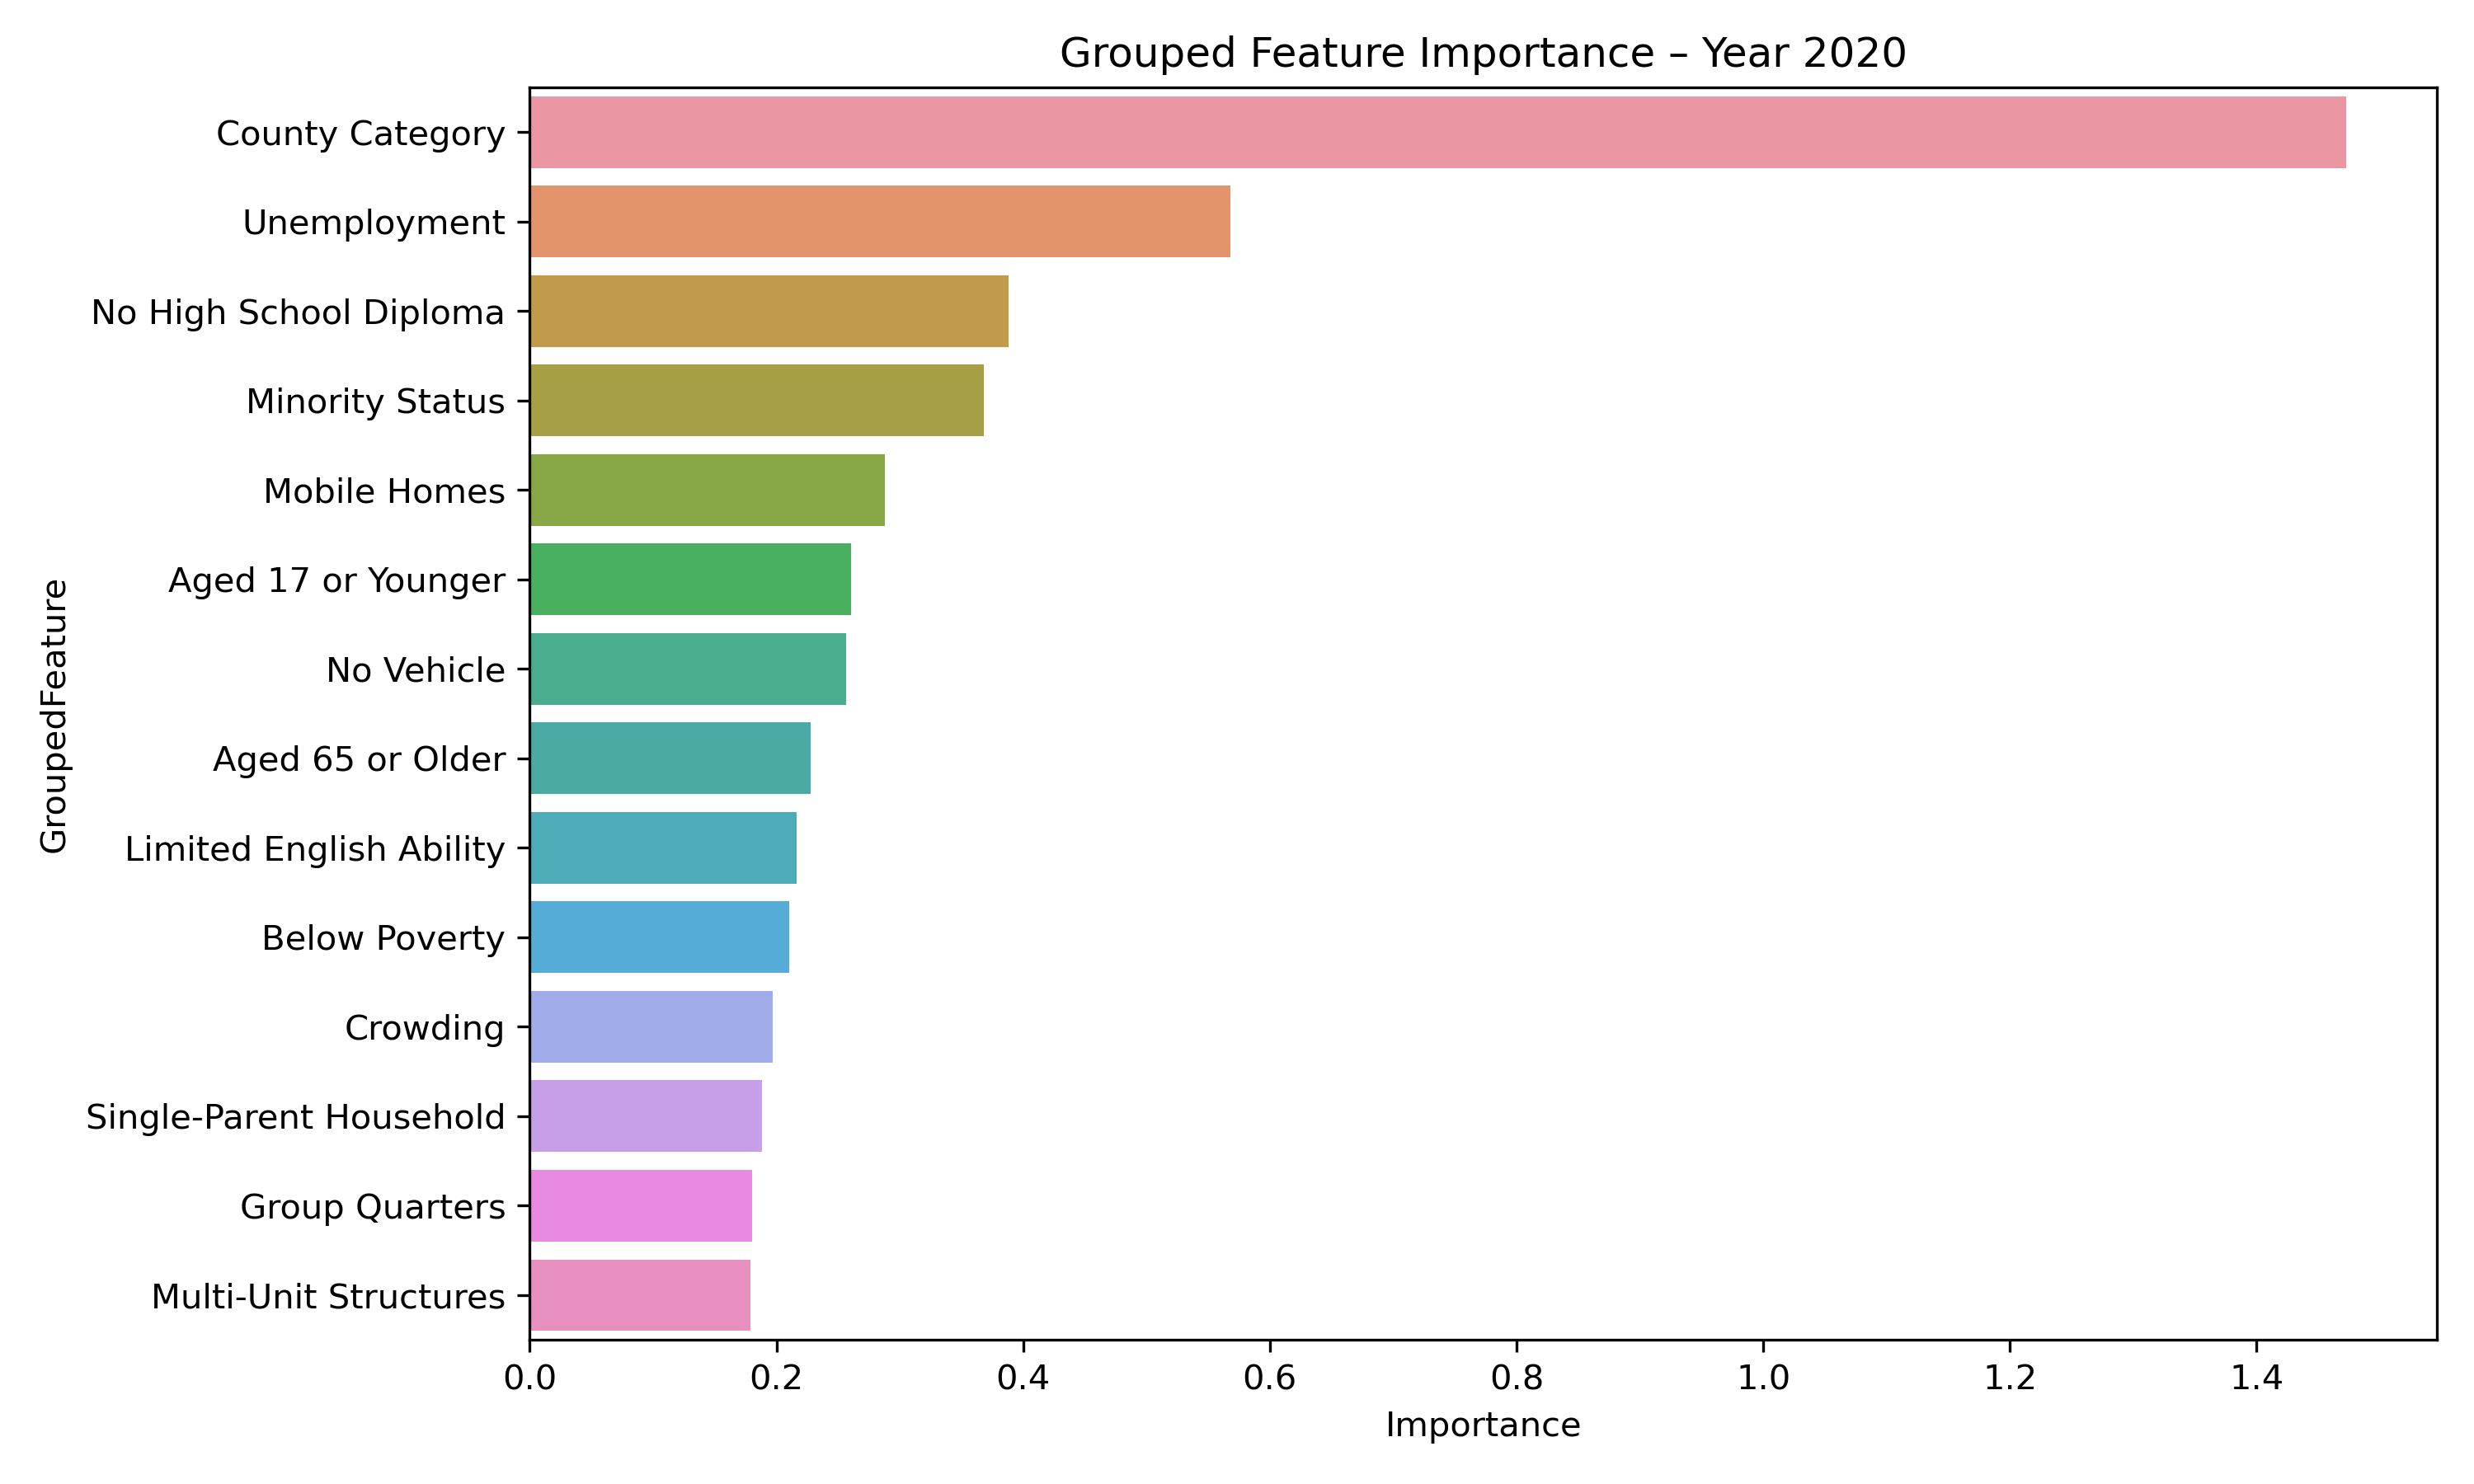 Grouped Feature Importance – Year 2020
GroupedFeature
County Category
Unemployment
No High School Diploma
Minority Status
Mobile Homes
Aged 17 or Younger
No Vehicle
Aged 65 or Older
Limited English Ability
Below Poverty
Crowding
Single-Parent Household
Group Quarters
Multi-Unit Structures
0.0 0.2 0.4 0.6 0.8 1.0 1.2 1.4
Importance